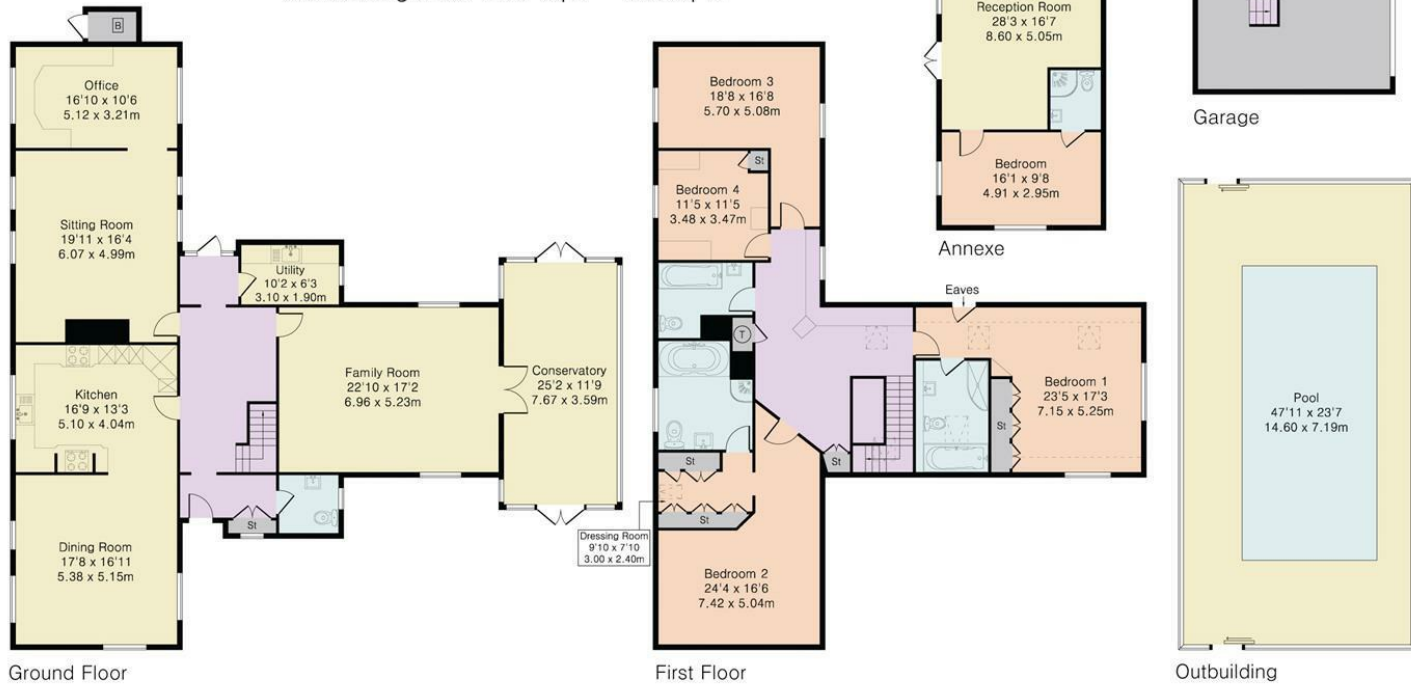 B
Office
16'10 x 10'6
5.12 x 3.21m
Sitting Room
19'11 x 16'4
6.07 x 4.99m
Utility
10'2 x 6'3
3.10 x 1.90m
Kitchen
16'9 x 13'3
5.10 x 4.04m
Family Room
22'10 x 17'2
6.96 x 5.23m
Conservatory
25'2 x 11'9
7.67 x 3.59m
St
Dining Room
17'8 x 16'11
5.38 x 5.15m
Ground Floor
Bedroom 3
18'8 x 16'8
5.70 x 5.08m
St
Bedroom 4
11'5 x 11'5
3.48 x 3.47m
T
Eaves
Bedroom 1
23'5 x 17'3
7.15 x 5.25m
St
St
St
St
Dressing Room
9'10 x 7'10
3.00 x 2.40m
Bedroom 2
24'4 x 16'6
7.42 x 5.04m
First Floor
Reception Room
28'3 x 16'7
8.60 x 5.05m
Bedroom
16'1 x 9'8
4.91 x 2.95m
Annexe
Garage
Pool
47'11 x 23'7
14.60 x 7.19m
Outbuilding